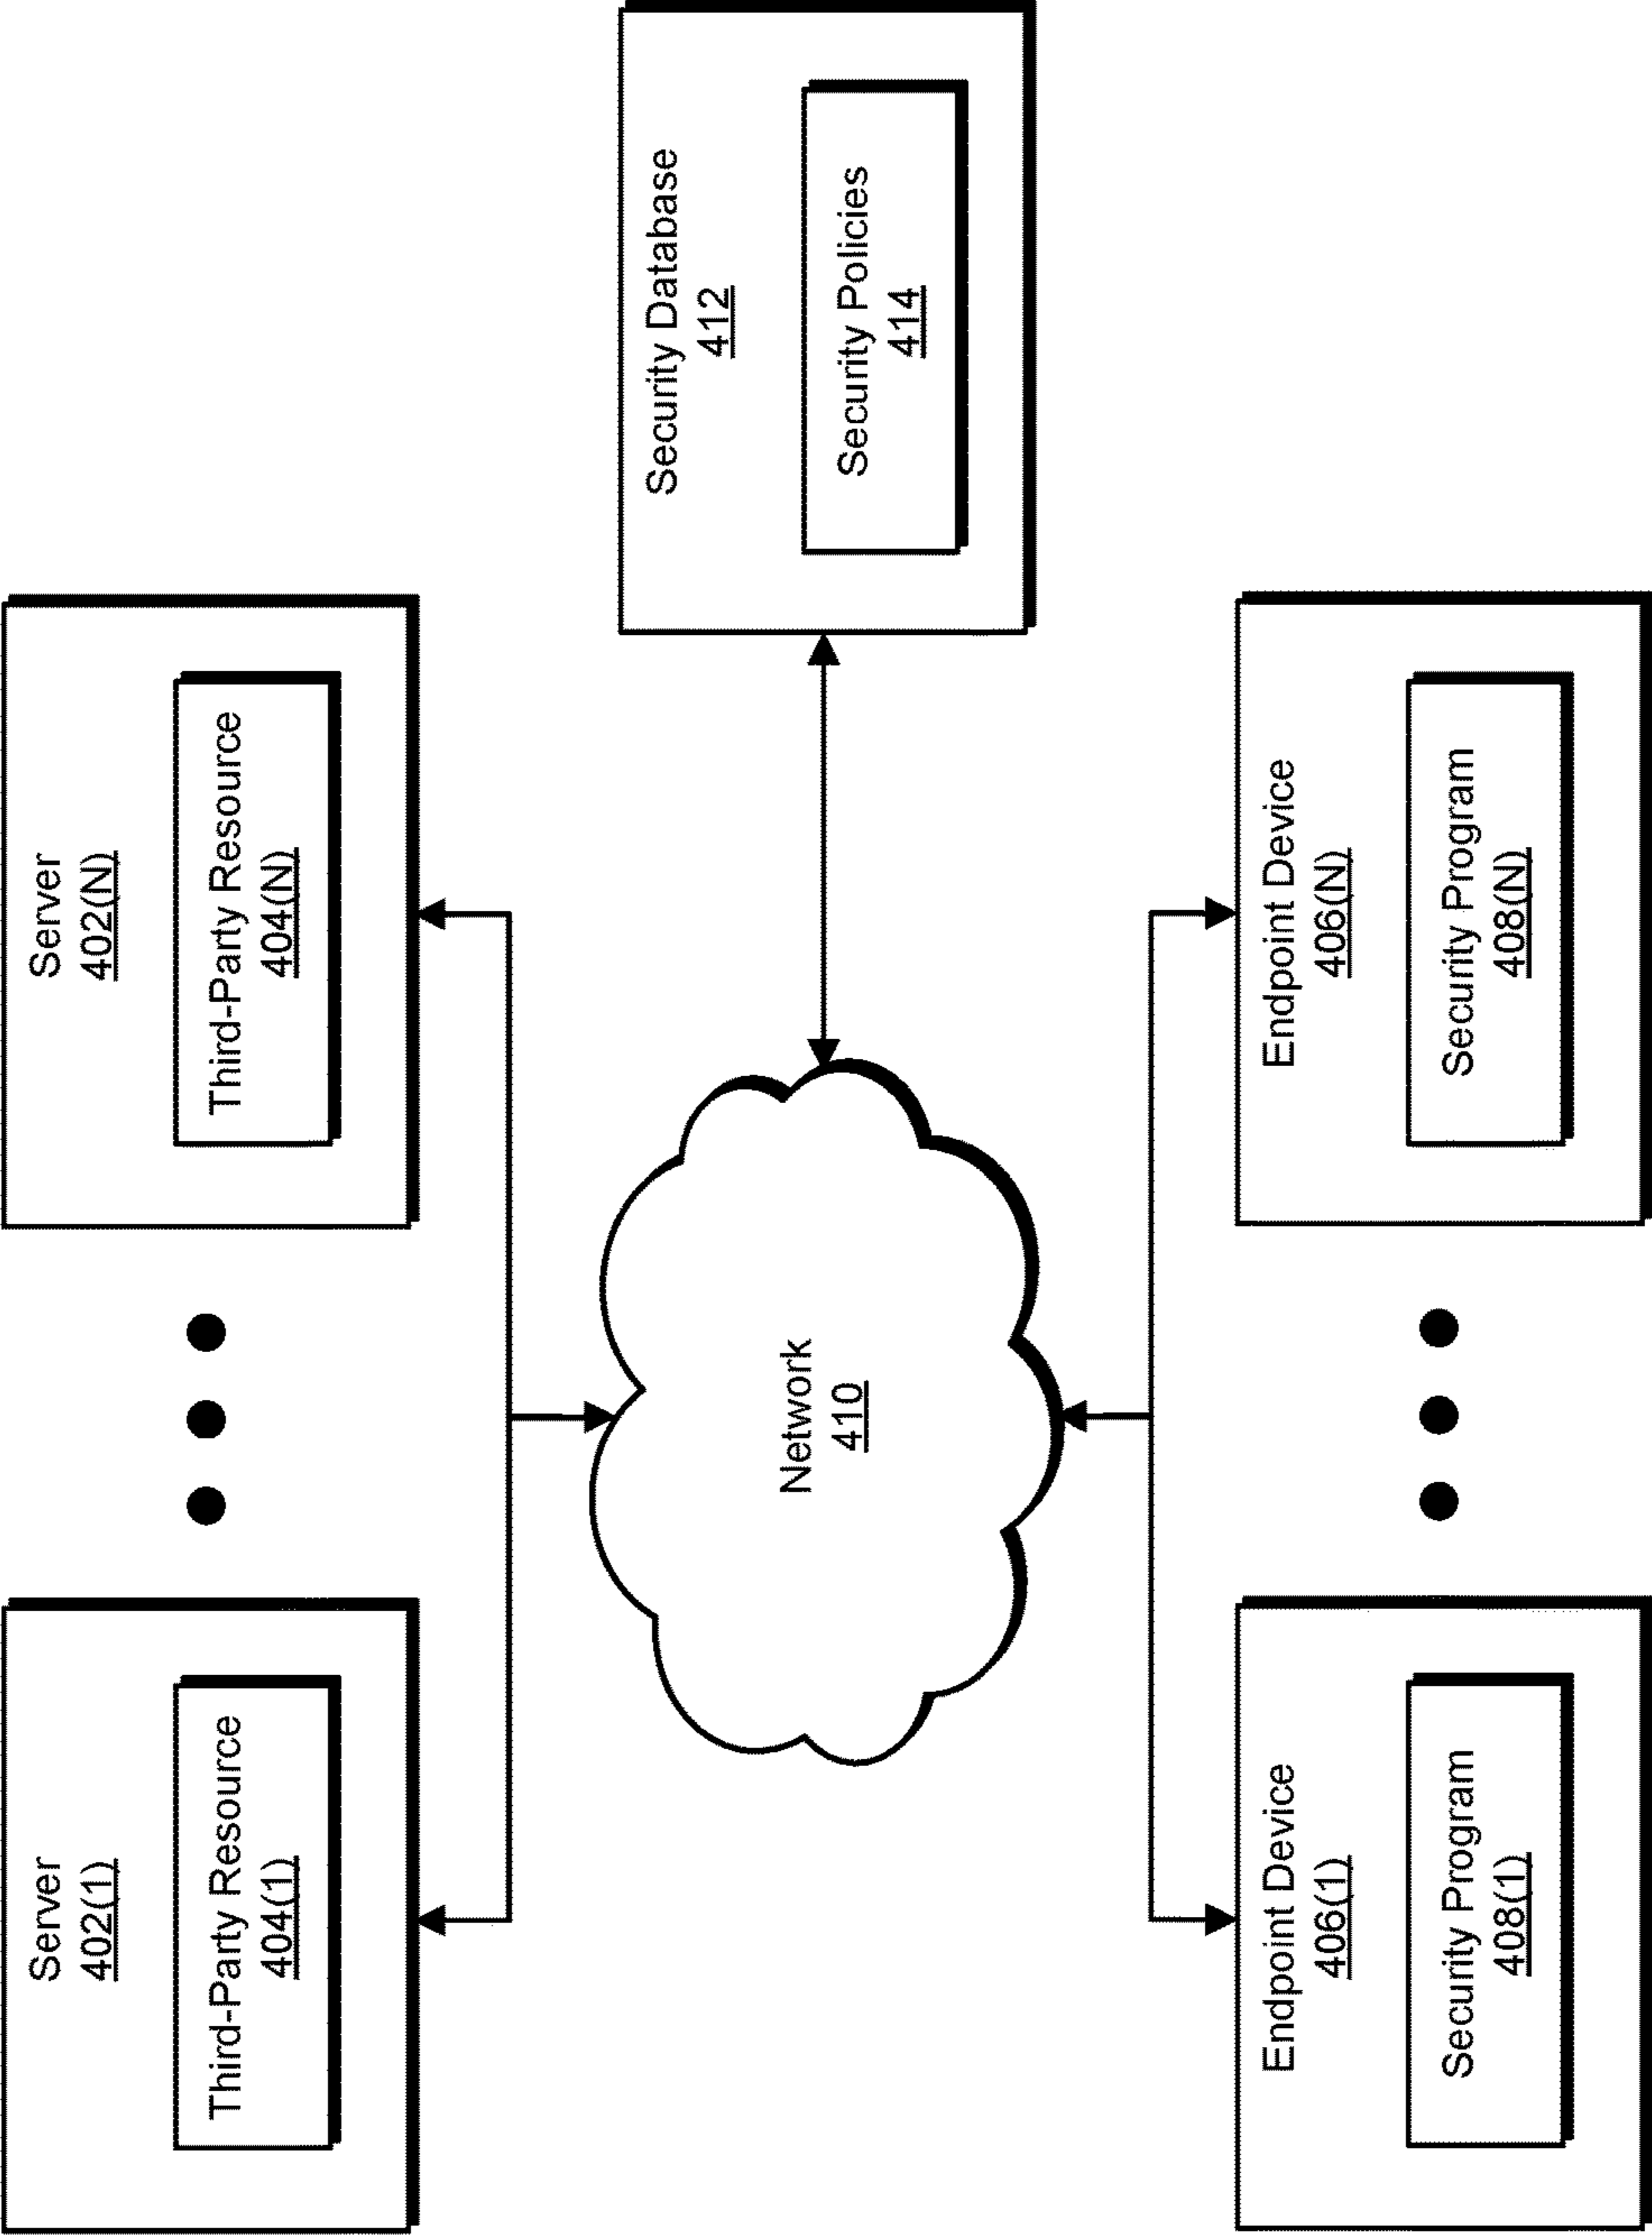 Server
402(1)
Third-Party Resource
404(1)
Server
402(N)
Third-Party Resource
404(N)
Network
410
Security Database
412
Security Policies
414
Endpoint Device
406(1)
Security Program
408(1)
Endpoint Device
406(N)
Security Program
408(N)